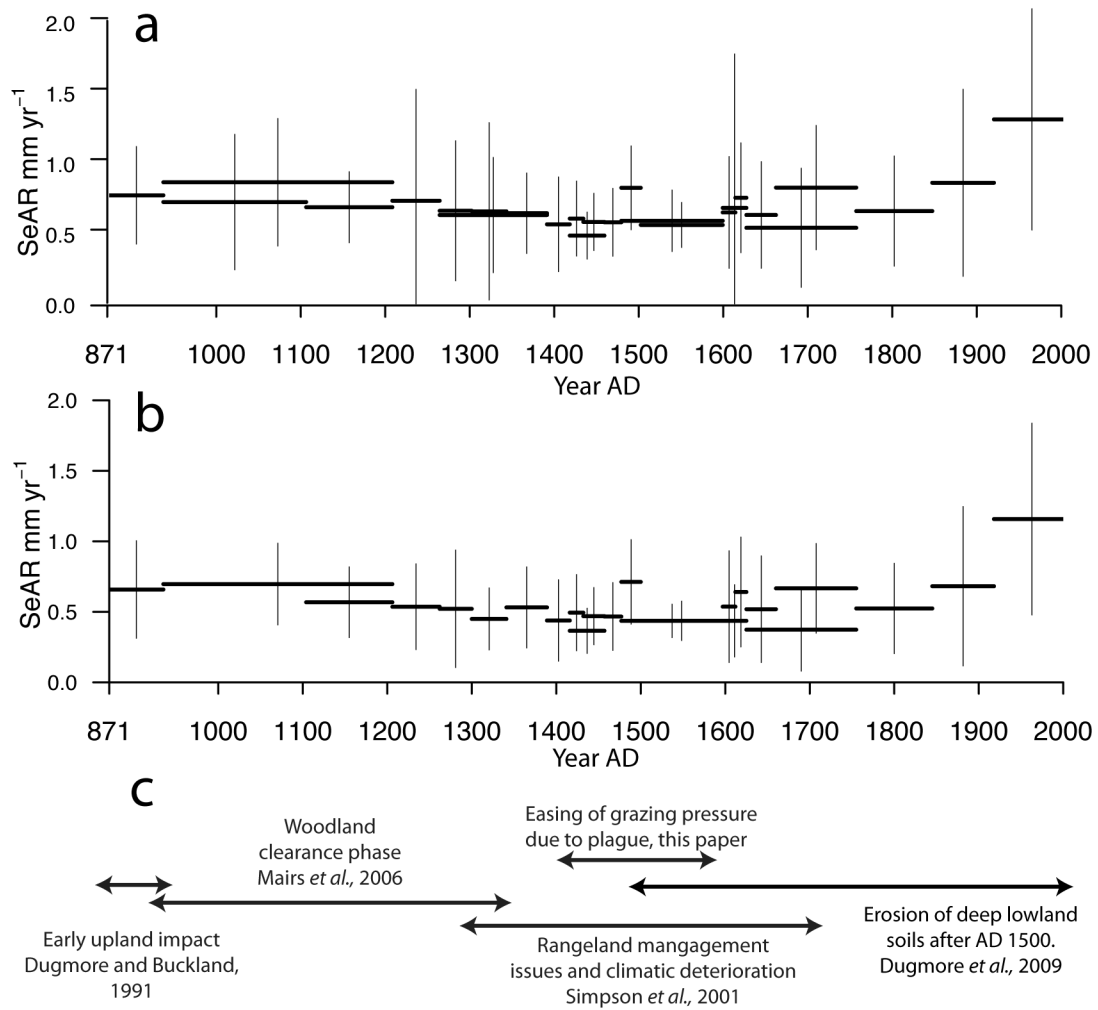 a
2.0
1.5
1.0
0.5
0.0
SeAR mm yr⁻¹
871 1000 1100 1200 1300 1400 1500 1600 1700 1800 1900 2000
Year AD
b
2.0
1.5
1.0
0.5
0.0
SeAR mm yr⁻¹
871 1000 1100 1200 1300 1400 1500 1600 1700 1800 1900 2000
Year AD
c
Woodland
clearance phase
Mairs et al., 2006
Easing of grazing pressure
due to plague, this paper
Early upland impact
Dugmore and Buckland,
1991
Rangeland mangagement
issues and climatic deterioration
Simpson et al., 2001
Erosion of deep lowland
soils after AD 1500.
Dugmore et al., 2009